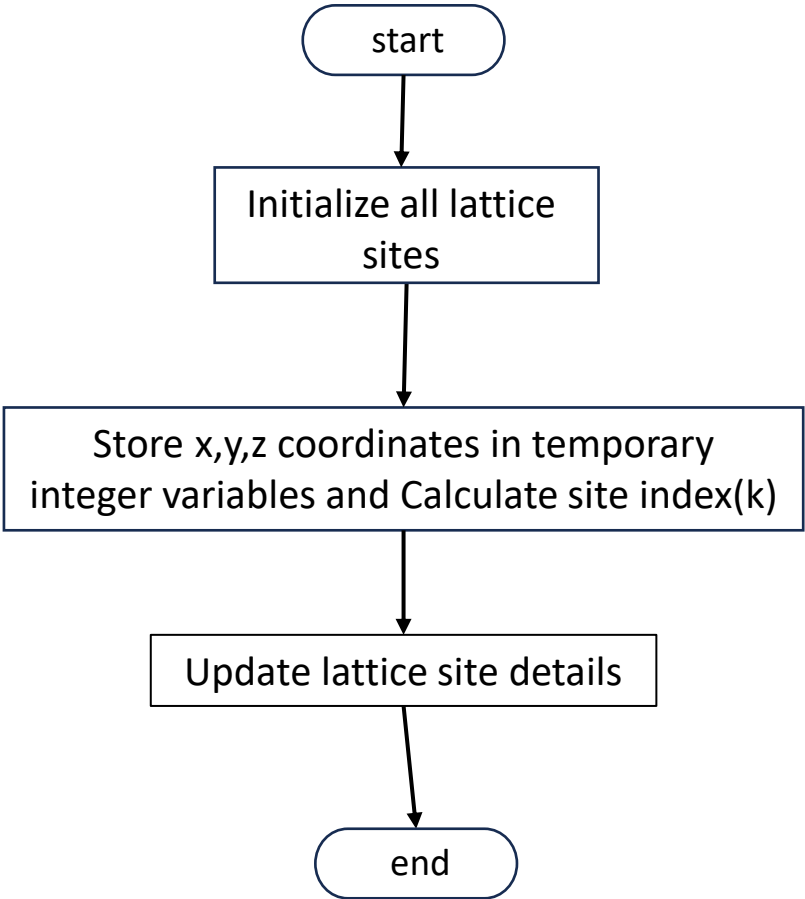 start
Initialize all lattice
sites
Store x,y,z coordinates in temporary
integer variables and Calculate site index(k)
Update lattice site details
end